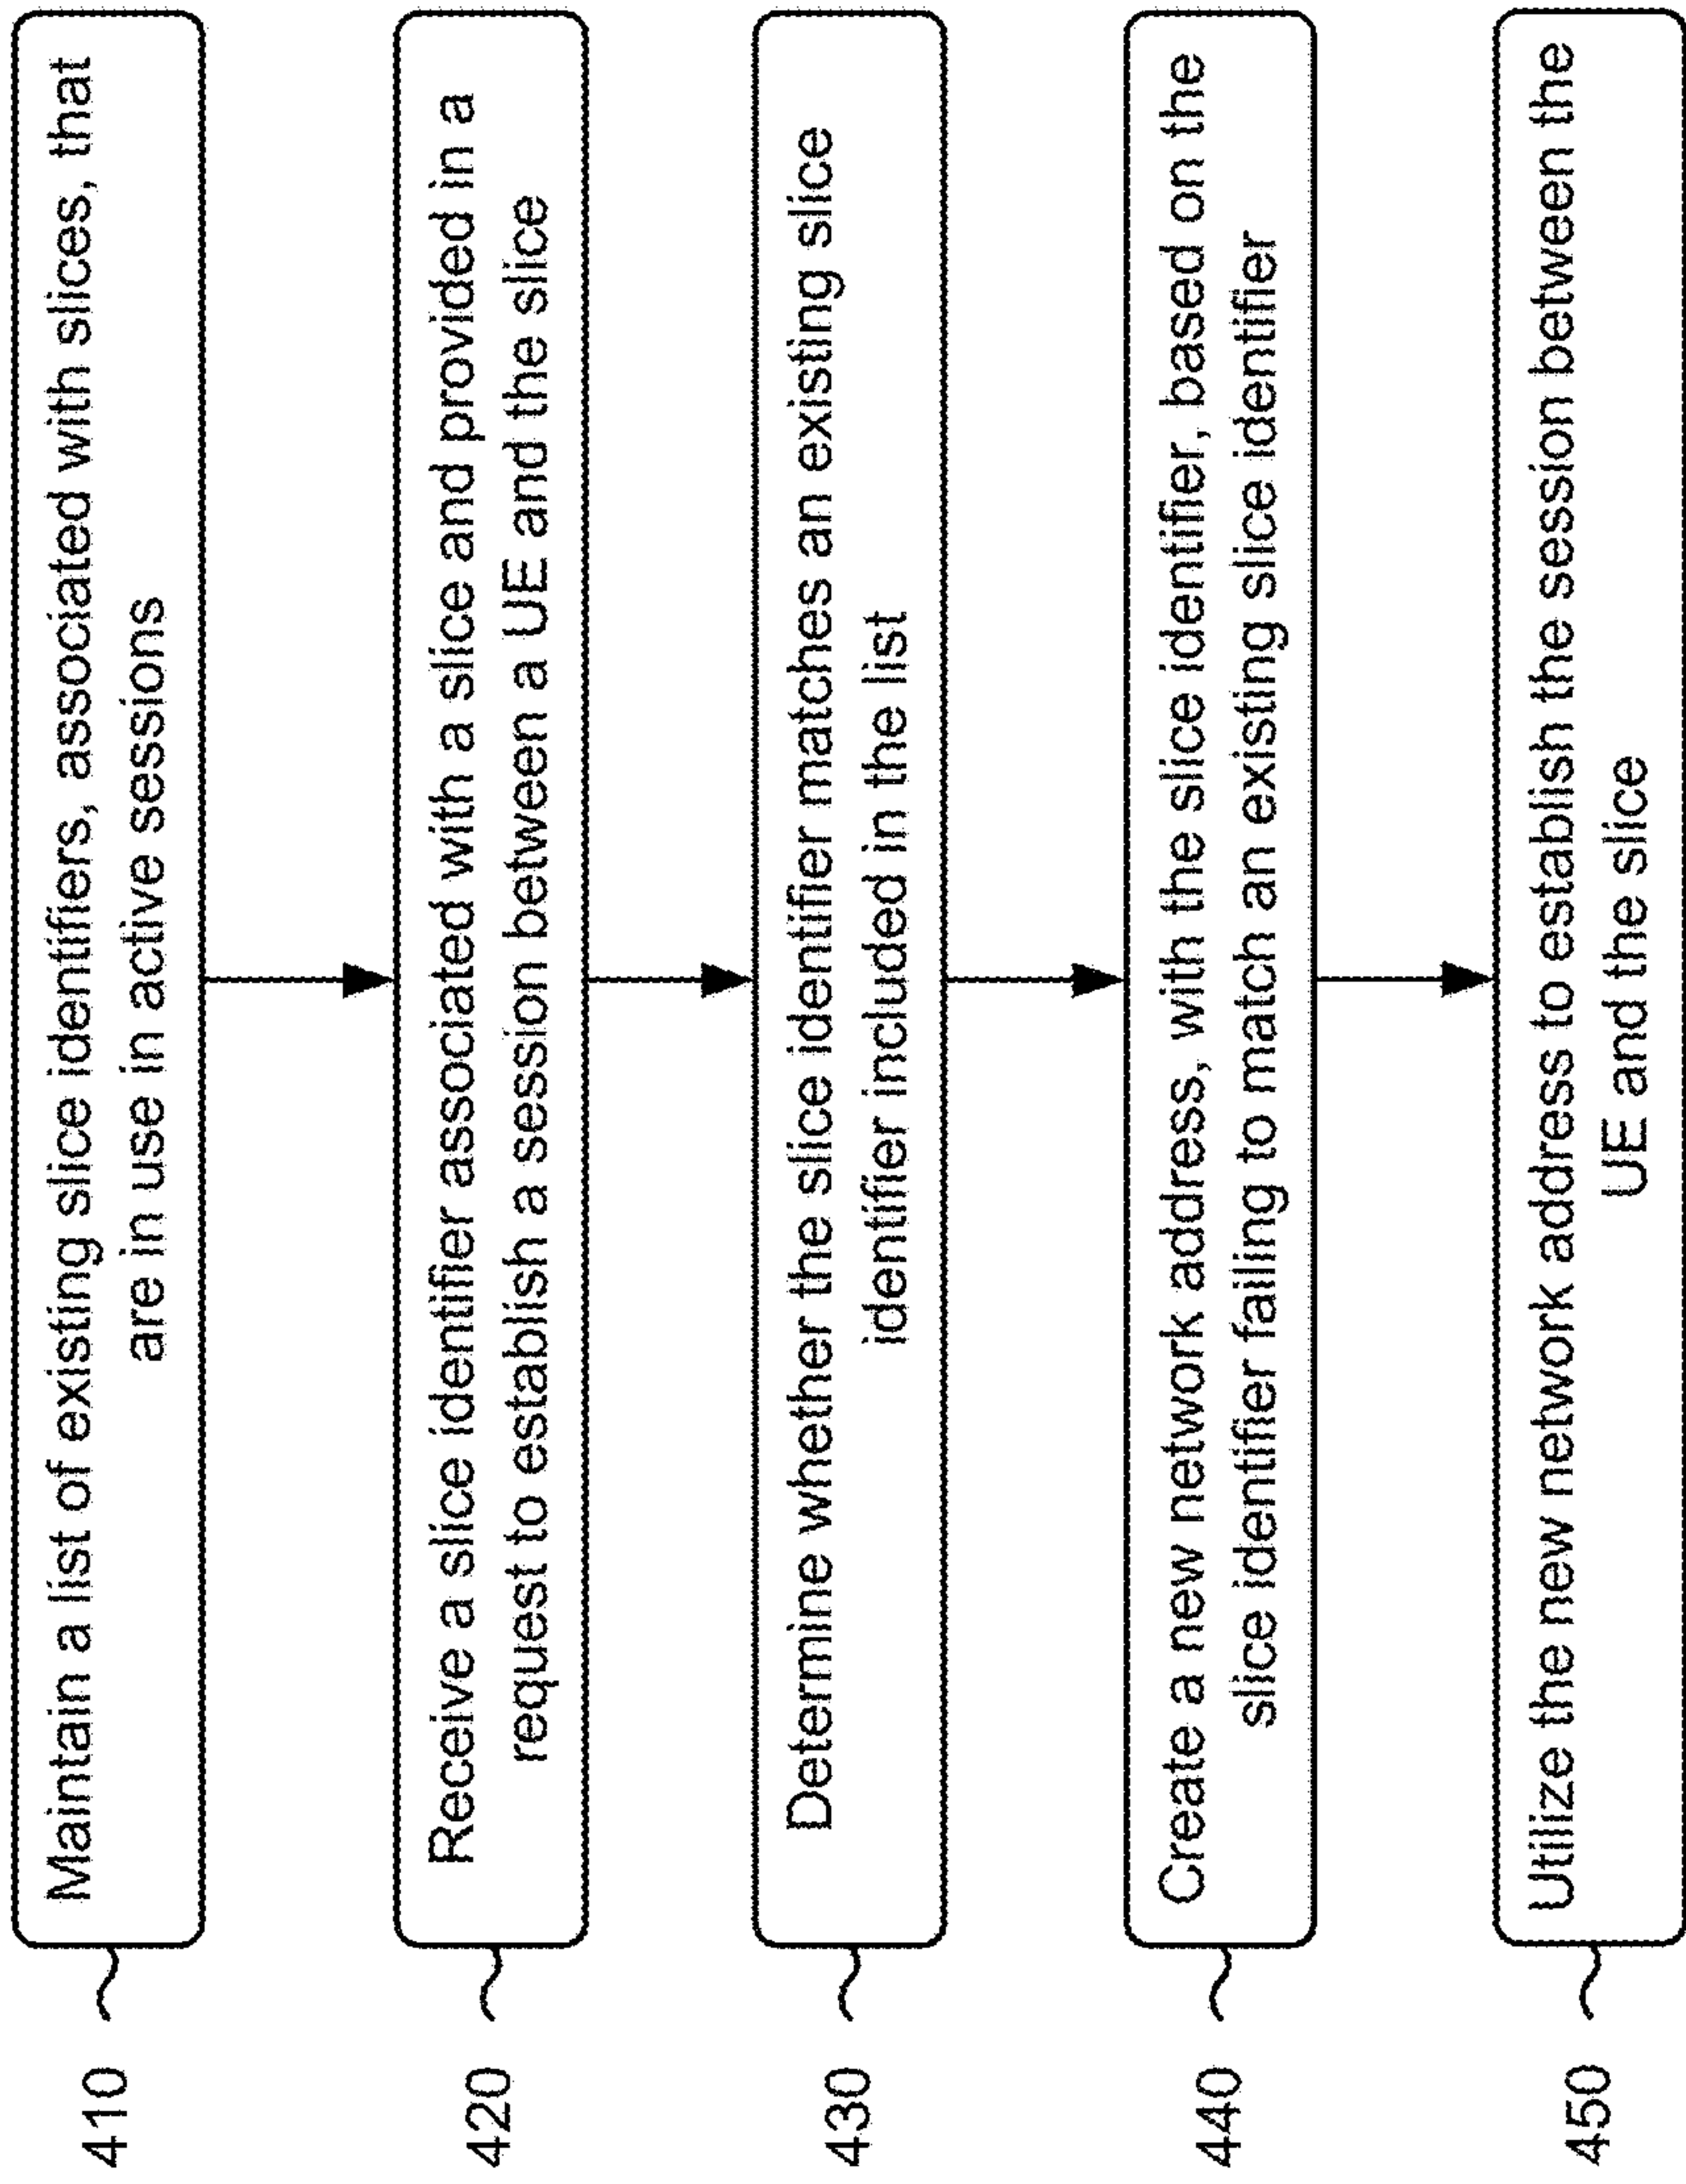 410
Maintain a list of existing slice identifiers, associated with slices, that
are in use in active sessions
420
Receive a slice identifier associated with a slice and provided in a
request to establish a session between a UE and the slice
430
Determine whether the slice identifier matches an existing slice
identifier included in the list
440
Create a new network address, with the slice identifier, based on the
slice identifier failing to match an existing slice identifier
450
Utilize the new network address to establish the session between the
UE and the slice